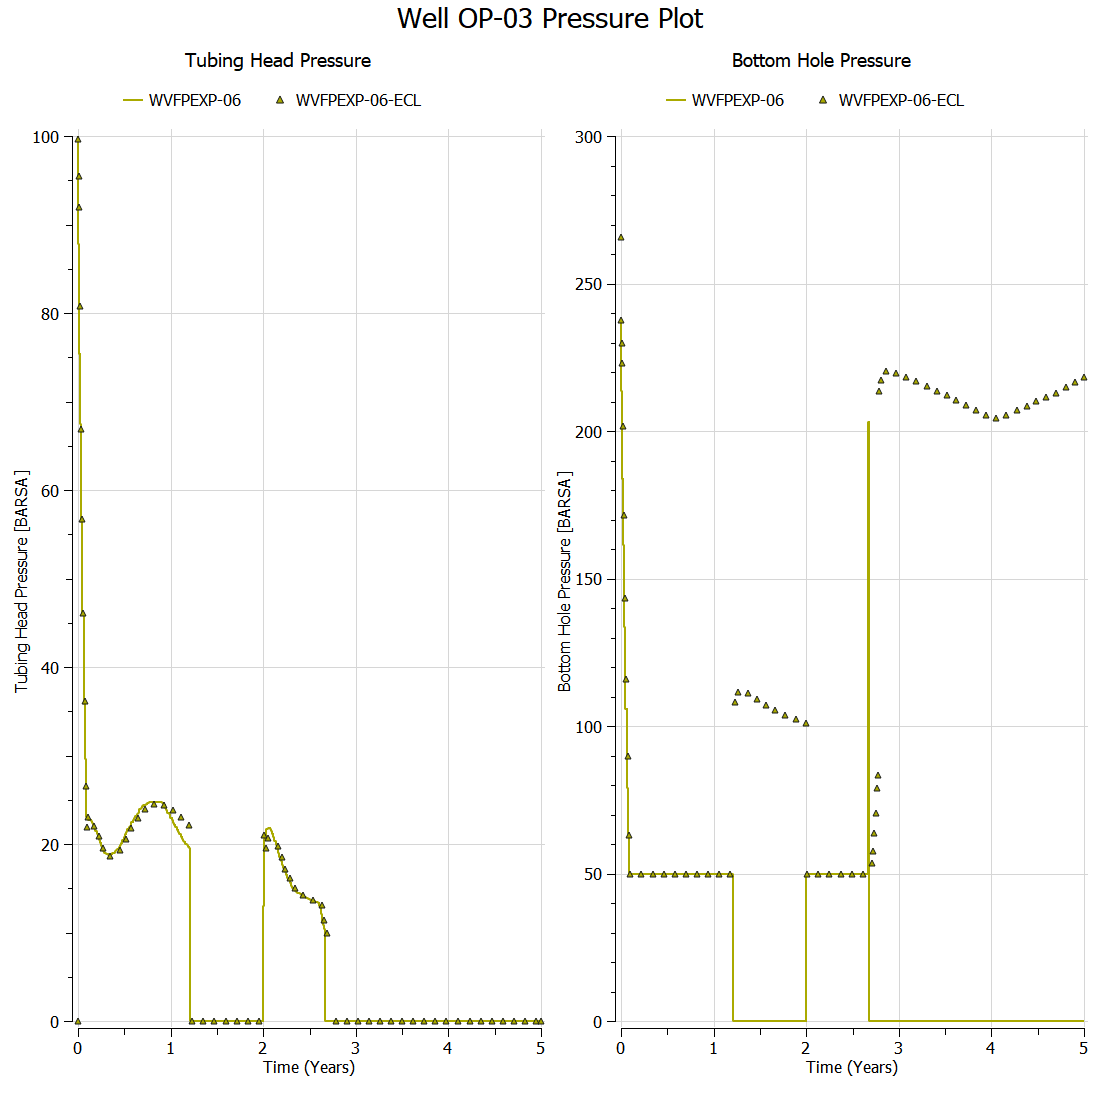 Well OP-03 Pressure Plot
Tubing Head Pressure
WVFPEXP-06
WVFPEXP-06-ECL
100
80
60
40
20
0
Tubing Head Pressure [BARSA]
0 1 2 3 4 5
Time (Years)
Bottom Hole Pressure
WVFPEXP-06
WVFPEXP-06-ECL
300
250
200
150
100
50
0
Bottom Hole Pressure [BARSA]
0 1 2 3 4 5
Time (Years)